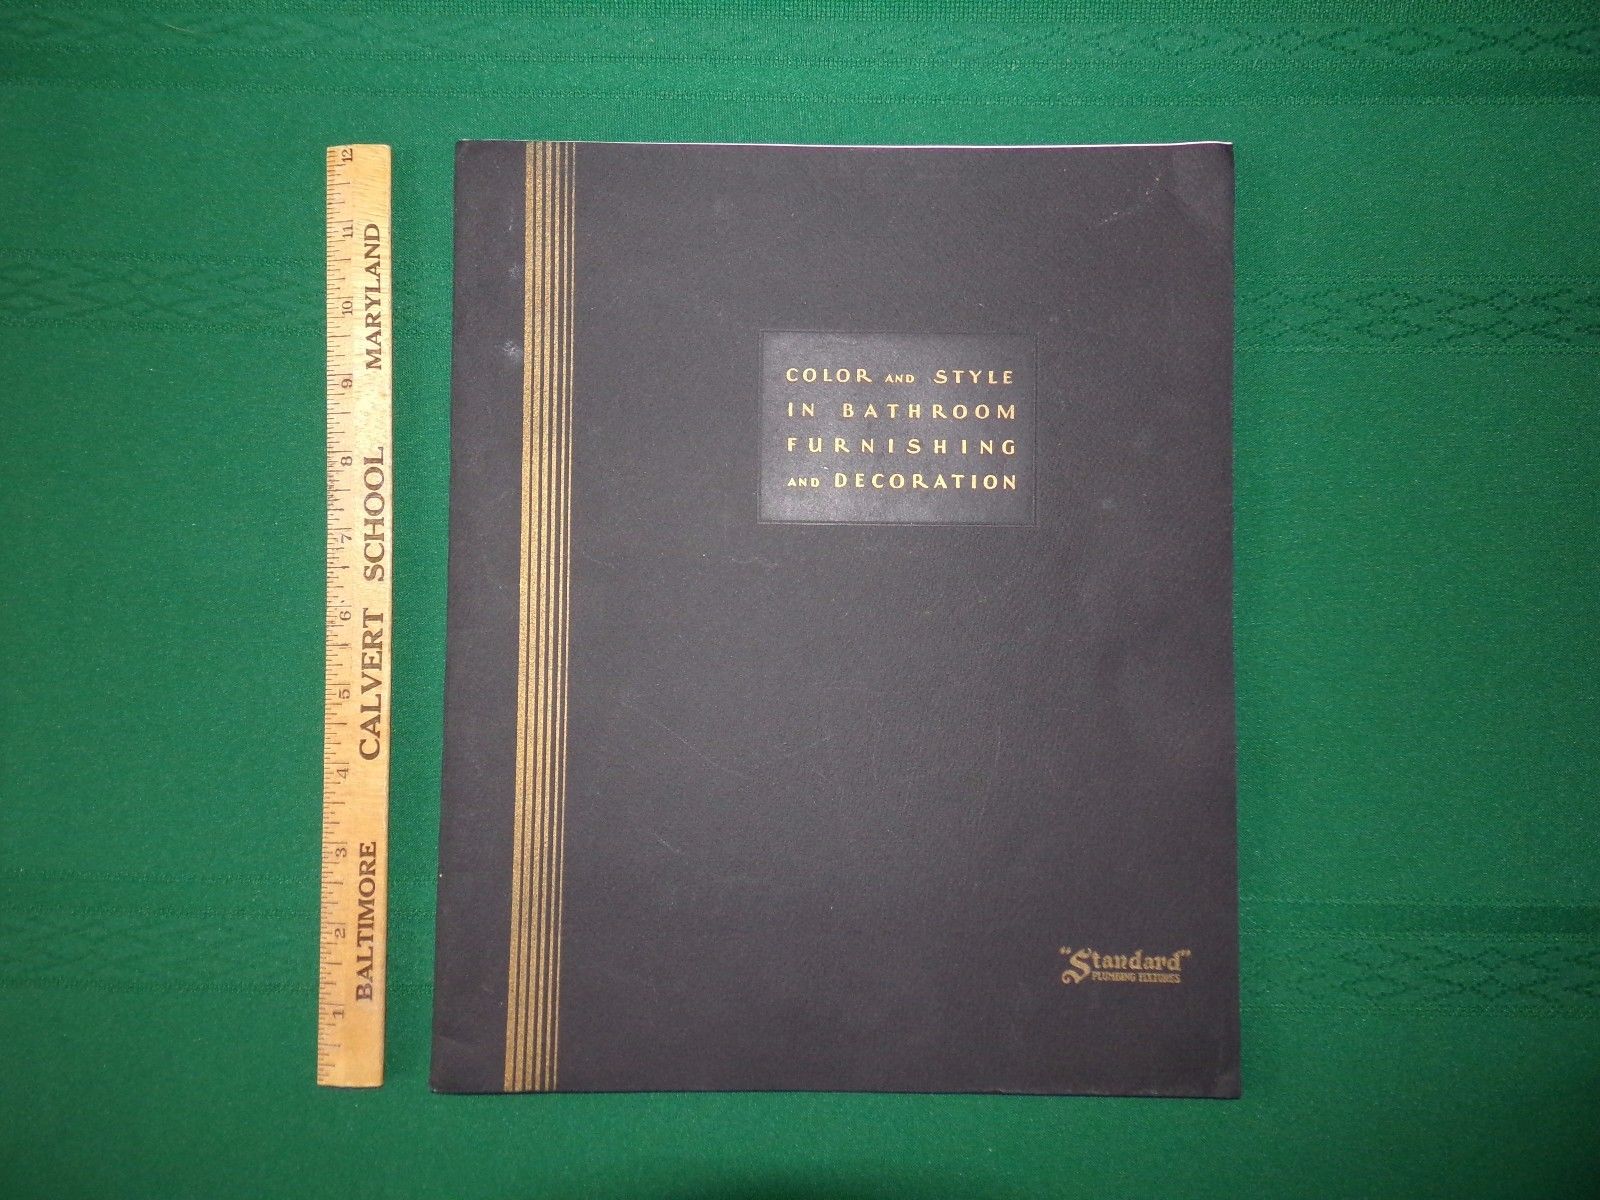 COLOR AND STYLE
IN BATHROOM
FURNISHING
AND DECORATION
"Standard"
PLUMBING FIXTURES
BALTIMORE CALVERT SCHOOL MARYLAND
1 2 3 4 5 6 7 8 9 10 11 12